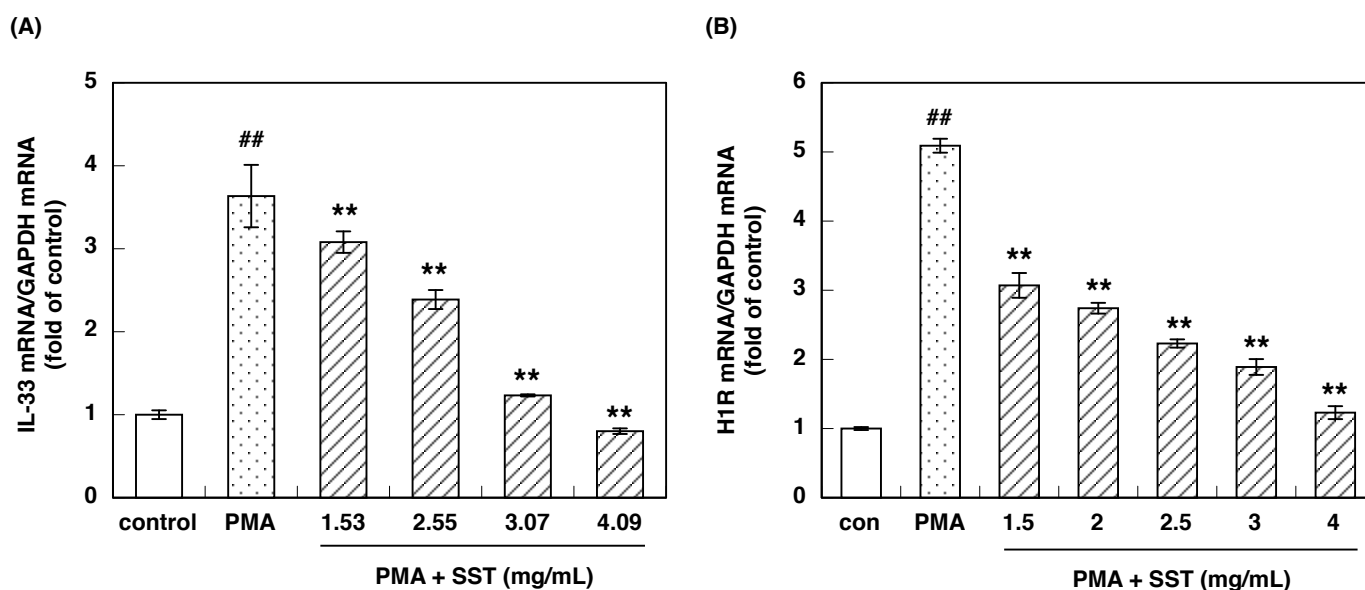 (A)
IL-33 mRNA/GAPDH mRNA
(fold of control)
5
4
3
2
1
0
##
**
**
**
**
control PMA 1.53 2.55 3.07 4.09
PMA + SST (mg/mL)
(B)
H1R mRNA/GAPDH mRNA
(fold of control)
6
5
4
3
2
1
0
##
**
**
**
**
**
con PMA 1.5 2 2.5 3 4
PMA + SST (mg/mL)